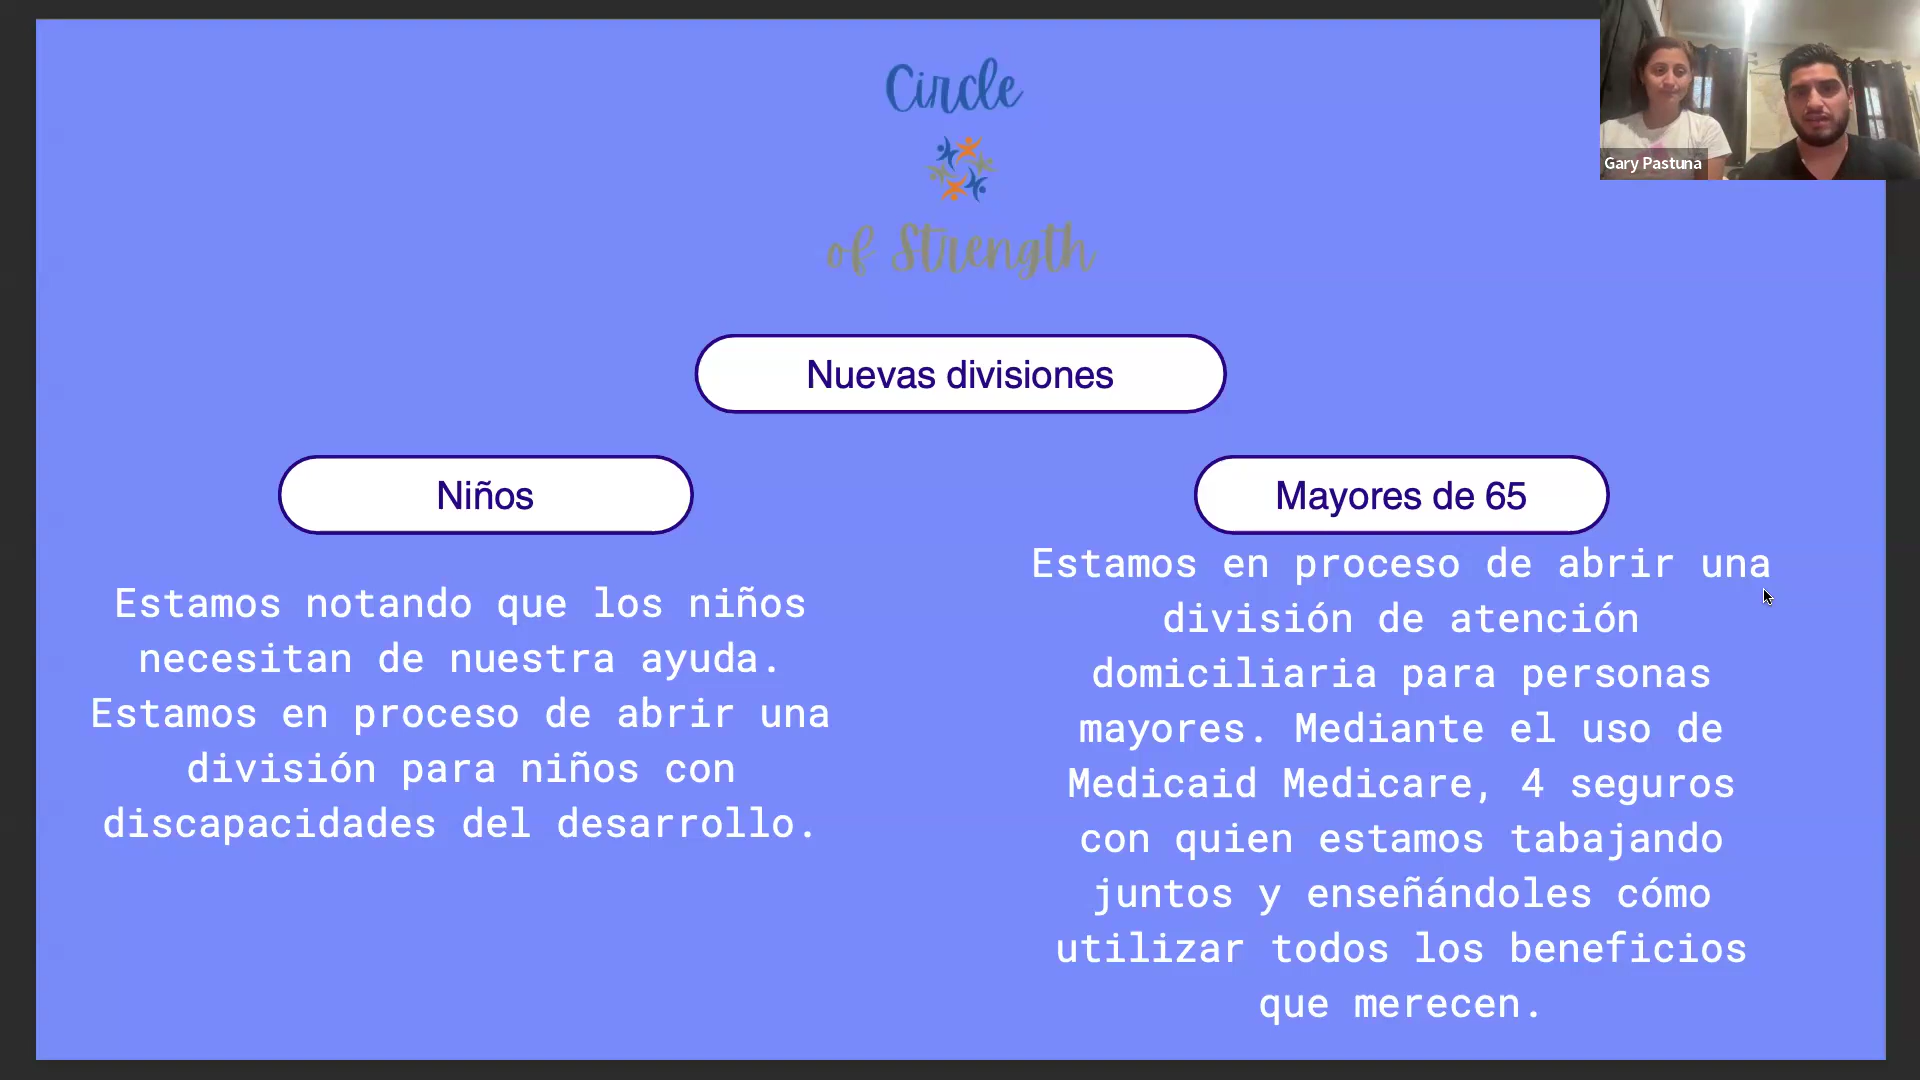 Circle
of Strength
Gary Pastuna
Nuevas divisiones
Niños
Estamos notando que los niños
necesitan de nuestra ayuda.
Estamos en proceso de abrir una
división para niños con
discapacidades del desarrollo.
Mayores de 65
Estamos en proceso de abrir una
división de atención
domiciliaria para personas
mayores. Mediante el uso de
Medicaid Medicare, 4 seguros
con quien estamos tabajando
juntos y enseñándoles cómo
utilizar todos los beneficios
que merecen.